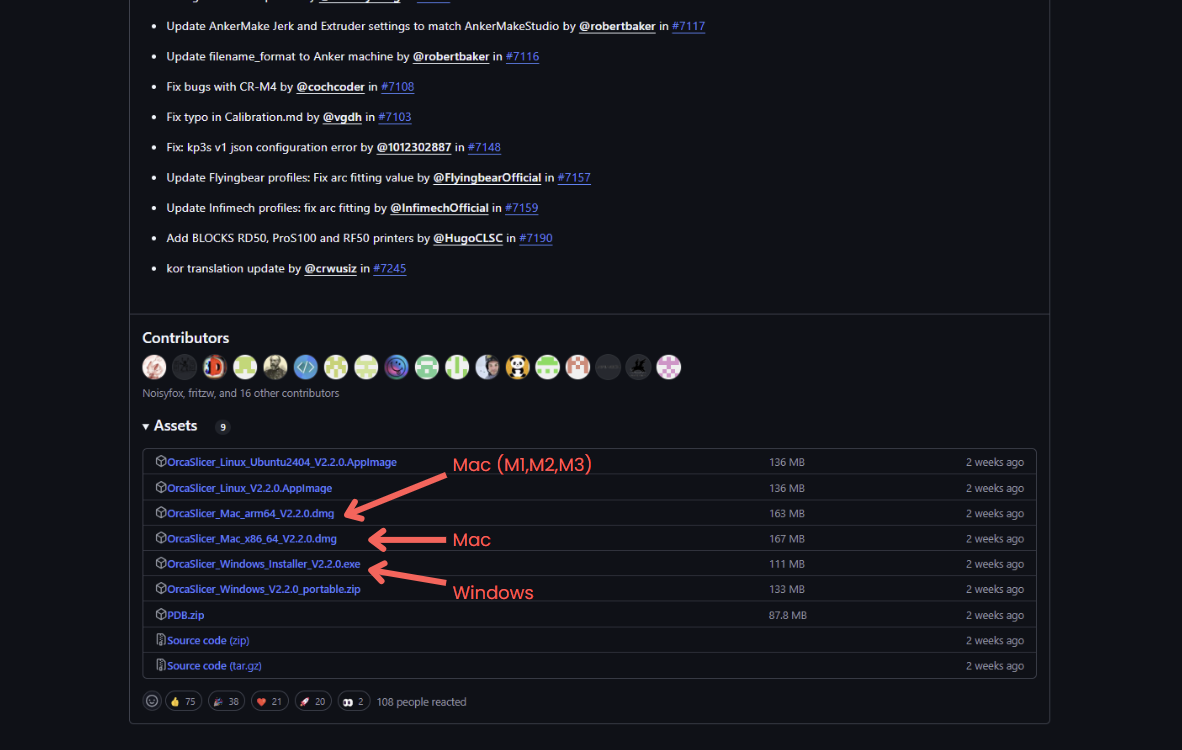 Update AnkerMake Jerk and Extruder settings to match AnkerMakeStudio by @robertbaker in #7117
Update filename_format to Anker machine by @robertbaker in #7116
Fix bugs with CR-M4 by @cochcoder in #7108
Fix typo in Calibration.md by @vgdh in #7103
Fix: kp3s v1 json configuration error by @1012302887 in #7148
Update Flyingbear profiles: Fix arc fitting value by @FlyingbearOfficial in #7157
Update Infimech profiles: fix arc fitting by @InfimechOfficial in #7159
Add BLOCKS RD50, ProS100 and RF50 printers by @HugoCLSC in #7190
kor translation update by @crwusiz in #7245
Contributors
Noisyfox, fritzw, and 16 other contributors
Assets 9
OrcaSlicer_Linux_Ubuntu2404_V2.2.0.AppImage 136 MB 2 weeks ago
Mac (M1,M2,M3)
OrcaSlicer_Linux_V2.2.0.AppImage 136 MB 2 weeks ago
OrcaSlicer_Mac_arm64_V2.2.0.dmg 163 MB 2 weeks ago
OrcaSlicer_Mac_x86_64_V2.2.0.dmg 167 MB 2 weeks ago
Mac
OrcaSlicer_Windows_Installer_V2.2.0.exe 111 MB 2 weeks ago
OrcaSlicer_Windows_V2.2.0_portable.zip 133 MB 2 weeks ago
Windows
PDB.zip 87.8 MB 2 weeks ago
Source code (zip) 2 weeks ago
Source code (tar.gz) 2 weeks ago
75 38 21 20 2 108 people reacted